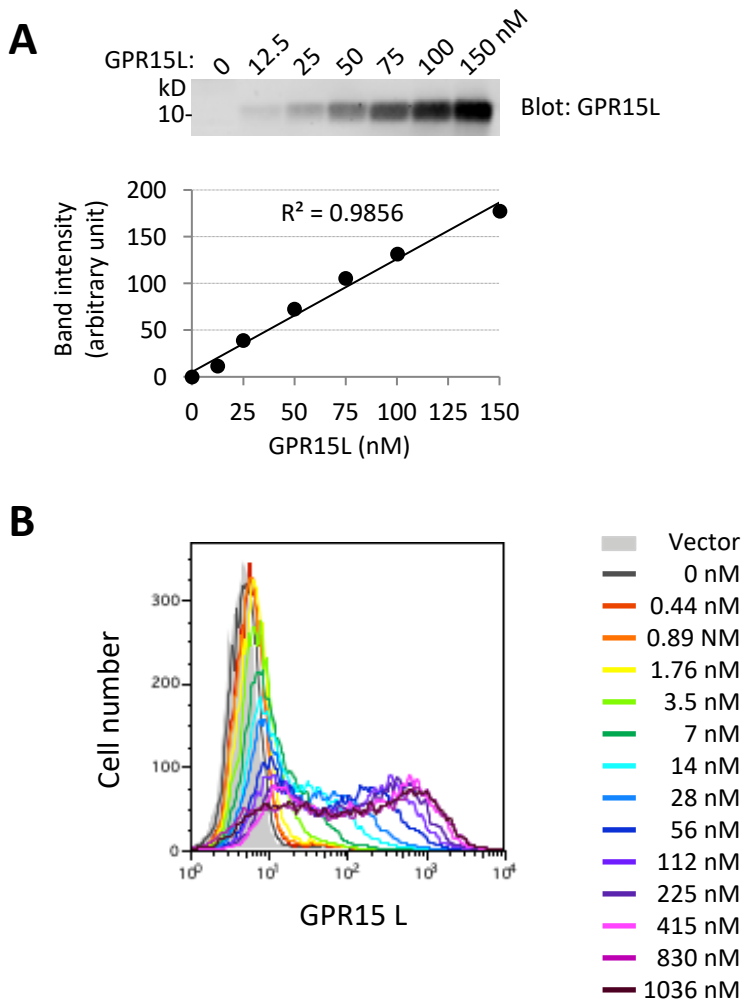 A
GPR15L: 0 12.5 25 50 75 100 150 nM
kD
10-
Blot: GPR15L
Band intensity
(arbitrary unit)
200
150
100
50
0
R² = 0.9856
0 25 50 75 100 125 150
GPR15L (nM)
B
Cell number
300
200
100
0
10⁰ 10¹ 10² 10³ 10⁴
GPR15 L
Vector
0 nM
0.44 nM
0.89 NM
1.76 nM
3.5 nM
7 nM
14 nM
28 nM
56 nM
112 nM
225 nM
415 nM
830 nM
1036 nM